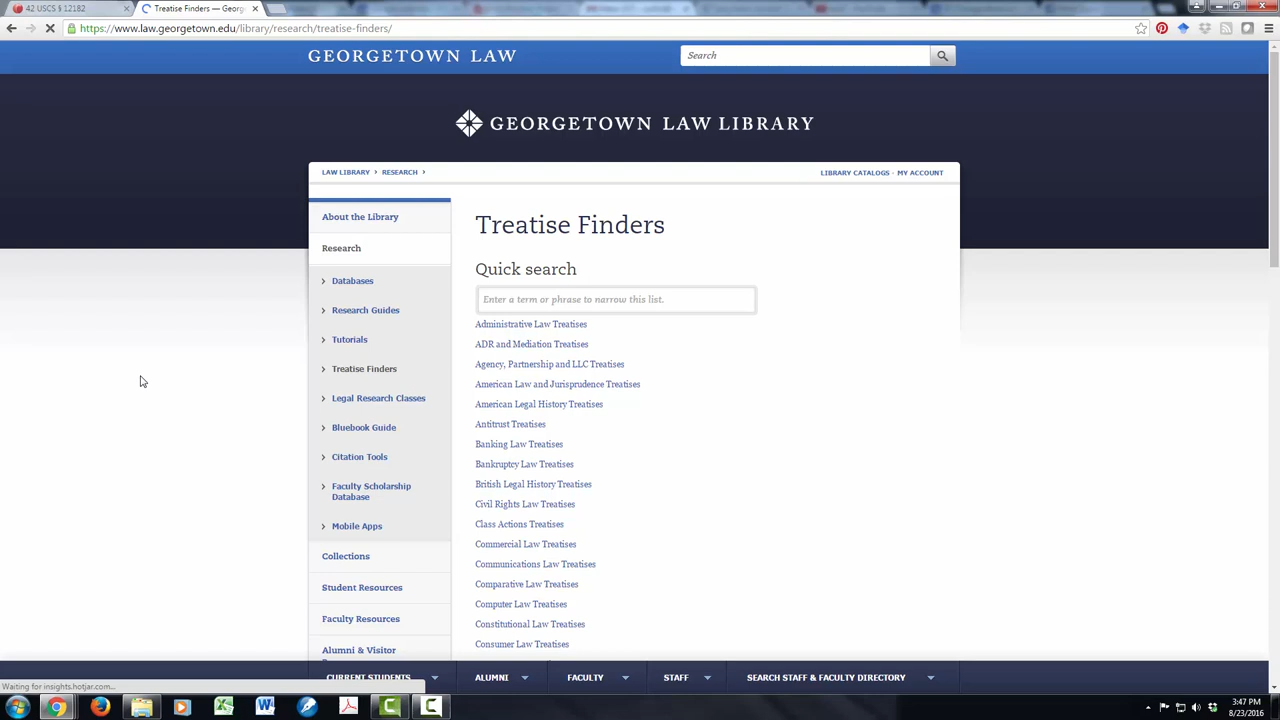 42 USCS § 12182
Treatise Finders — Georg
https://www.law.georgetown.edu/library/research/treatise-finders/
GEORGETOWN LAW
Search
GEORGETOWN LAW LIBRARY
LAW LIBRARY › RESEARCH ›
LIBRARY CATALOGS - MY ACCOUNT
About the Library
Research
Databases
Research Guides
Tutorials
Treatise Finders
Legal Research Classes
Bluebook Guide
Citation Tools
Faculty Scholarship
Database
Mobile Apps
Collections
Student Resources
Faculty Resources
Alumni & Visitor
Treatise Finders
Quick search
Enter a term or phrase to narrow this list.
Administrative Law Treatises
ADR and Mediation Treatises
Agency, Partnership and LLC Treatises
American Law and Jurisprudence Treatises
American Legal History Treatises
Antitrust Treatises
Banking Law Treatises
Bankruptcy Law Treatises
British Legal History Treatises
Civil Rights Law Treatises
Class Actions Treatises
Commercial Law Treatises
Communications Law Treatises
Comparative Law Treatises
Computer Law Treatises
Constitutional Law Treatises
Consumer Law Treatises
CURRENT STUDENTS
ALUMNI
FACULTY
STAFF
SEARCH STAFF & FACULTY DIRECTORY
Waiting for insights.hotjar.com...
3:47 PM
8/23/2016